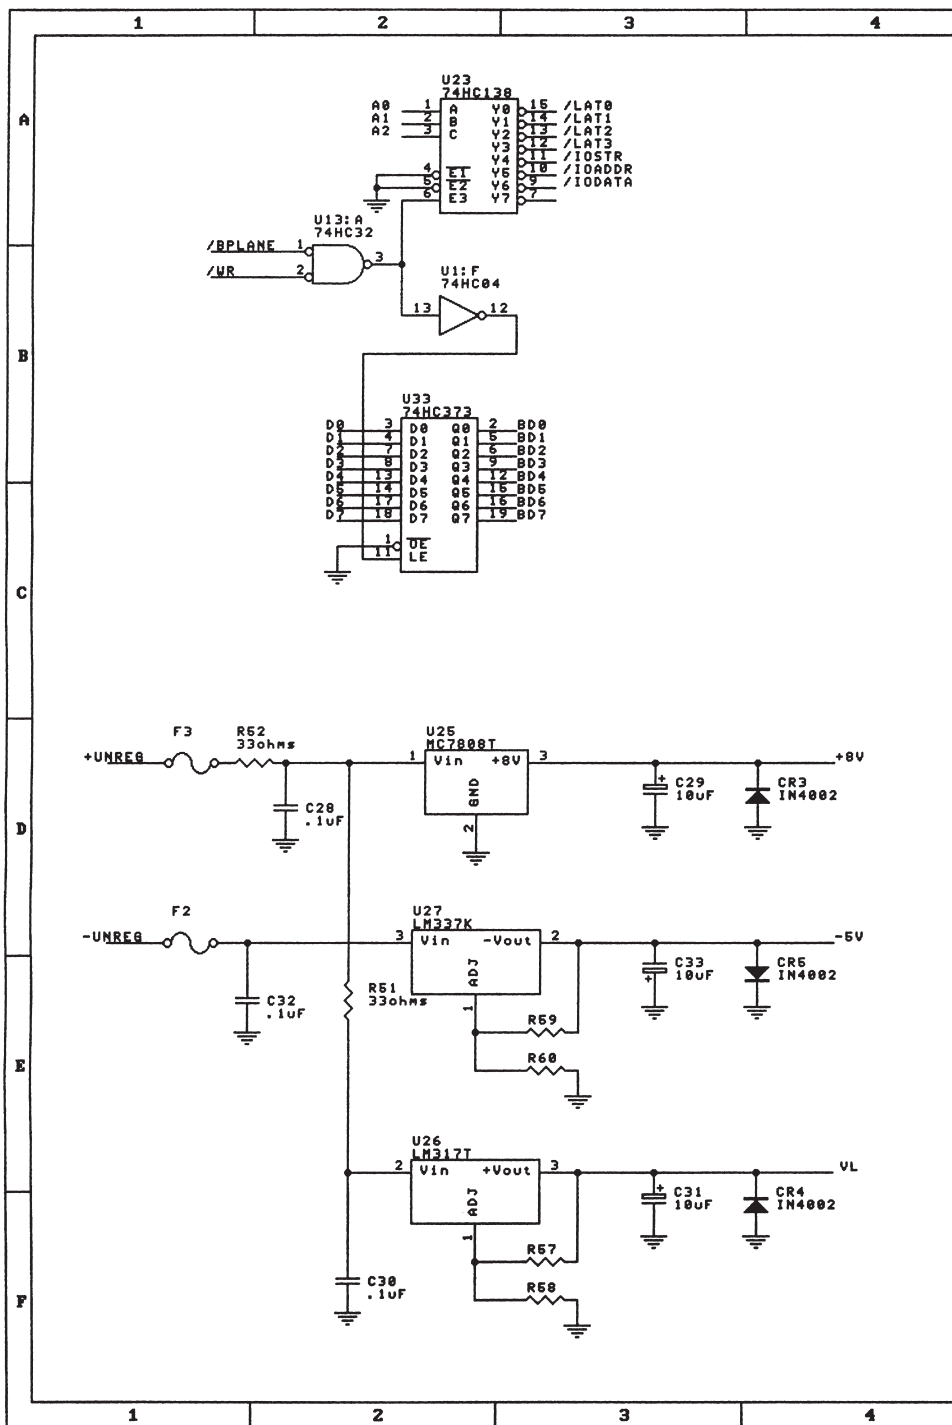 1 2 3 4
A
U23
74HC138
A0 1 A Y0 15 /LAT0
A1 2 B Y1 14 /LAT1
A2 3 C Y2 13 /LAT2
Y3 12 /LAT3
Y4 11 /IOSTR
4 E1 Y5 10 /IOADDR
5 E2 Y6 9 /IODATA
6 E3 Y7 7
U13:A
74HC32
/BPLANE 1
3
/WR 2
U1:F
74HC04
13 12
B
U33
74HC373
D0 3 D0 Q0 2 BD0
D1 4 D1 Q1 5 BD1
D2 7 D2 Q2 6 BD2
D3 8 D3 Q3 9 BD3
D4 13 D4 Q4 12 BD4
D5 14 D5 Q5 15 BD5
D6 17 D6 Q6 16 BD6
D7 18 D7 Q7 19 BD7
1 OE
11 LE
C
F3
R52
33ohms
U25
MC7808T
+UNREG 1 Vin +8V 3 +8V
GND
2
C28
.1uF
+ C29
10uF
CR3
IN4002
D
F2
U27
LM337K
-UNREG 3 Vin -Vout 2 -5V
ADJ
1
C33
10uF
+
CR5
IN4002
C32
.1uF
R51
33ohms
R59
R60
E
U26
LM317T
2 Vin +Vout 3 VL
ADJ
1
+ C31
10uF
CR4
IN4002
R57
R58
C30
.1uF
F
1 2 3 4